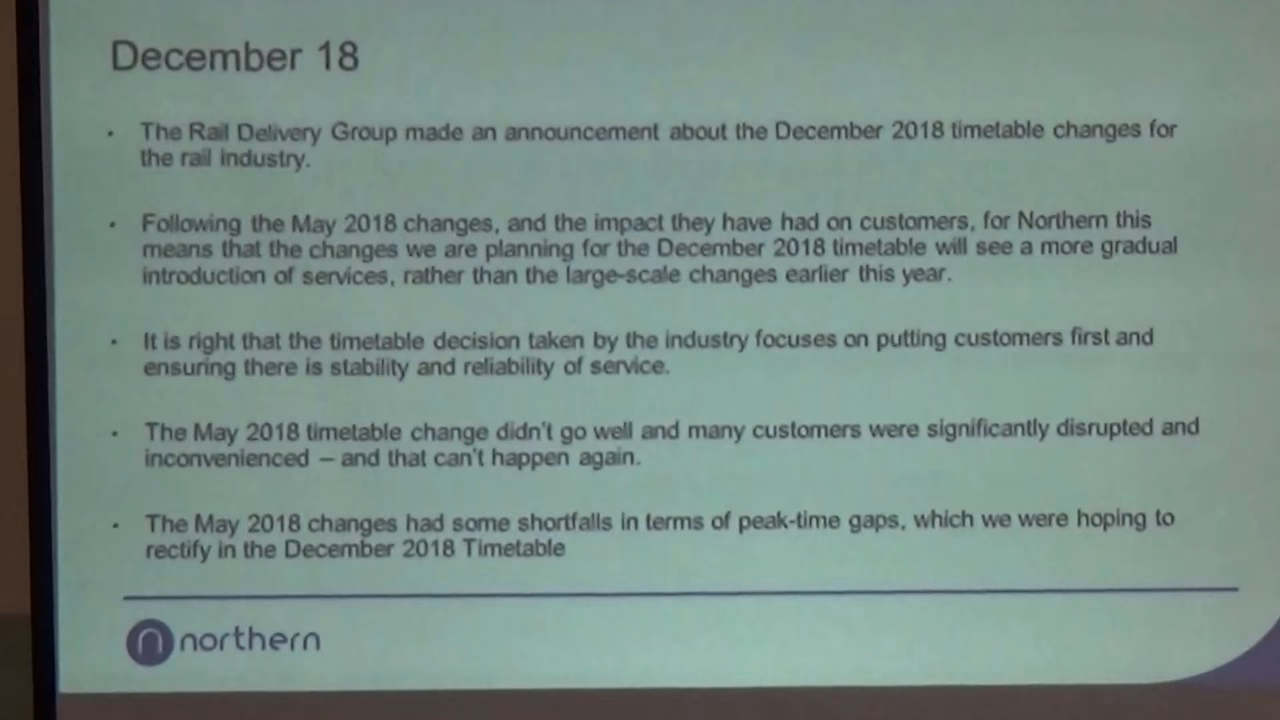 December 18
• The Rail Delivery Group made an announcement about the December 2018 timetable changes for
the rail industry.
• Following the May 2018 changes, and the impact they have had on customers, for Northern this
means that the changes we are planning for the December 2018 timetable will see a more gradual
introduction of services, rather than the large-scale changes earlier this year.
• It is right that the timetable decision taken by the industry focuses on putting customers first and
ensuring there is stability and reliability of service.
• The May 2018 timetable change didn't go well and many customers were significantly disrupted and
inconvenienced – and that can't happen again.
• The May 2018 changes had some shortfalls in terms of peak-time gaps, which we were hoping to
rectify in the December 2018 Timetable
n northern